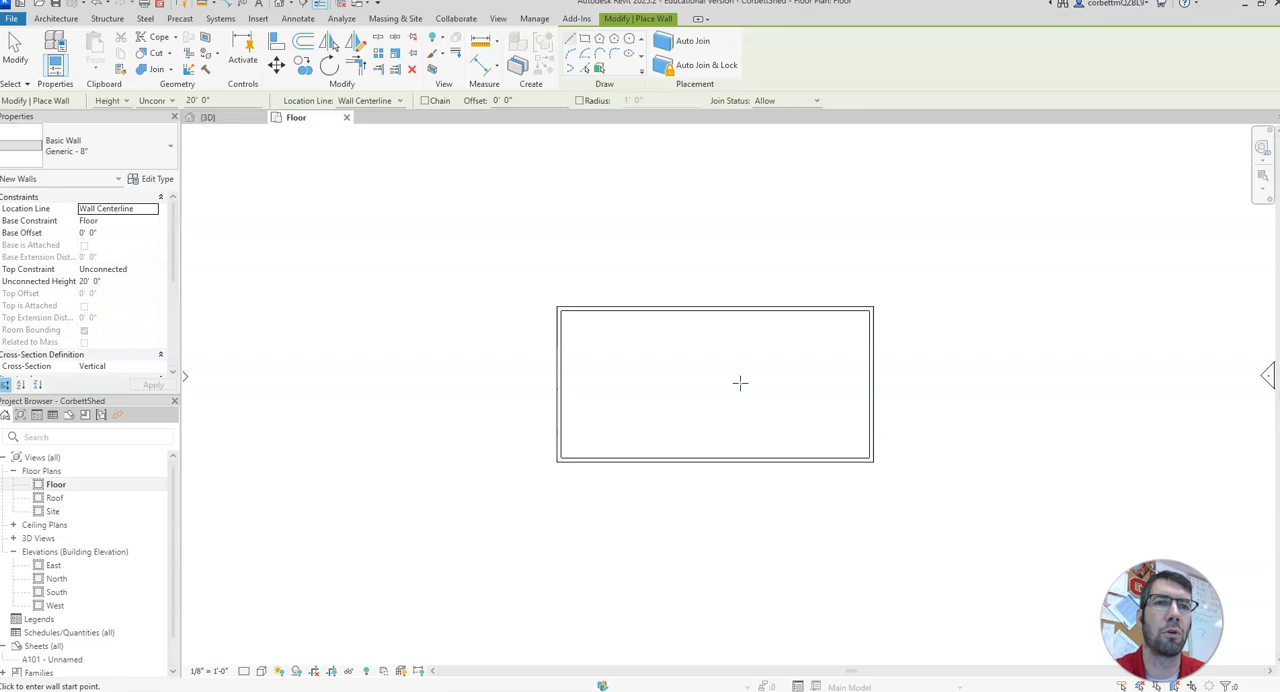 Autodesk Revit 2023.2 - Educational Version - CorbettShed - Floor Plan: Floor
corbettmQZBL9
File Architecture Structure Steel Precast Systems Insert Annotate Analyze Massing & Site Collaborate View Manage Add-Ins Modify | Place Wall
Modify Paste Cope Cut Join Activate Auto Join Auto Join & Lock
Select Properties Clipboard Geometry Controls Modify View Measure Create Draw Placement
Modify | Place Wall Height Unconr 20' 0" Location Line: Wall Centerline Chain Offset: 0' 0" Radius: 1' 0" Join Status: Allow
Properties
{3D} Floor
Basic Wall
Generic - 8"
New Walls Edit Type
Constraints
Location Line Wall Centerline
Base Constraint Floor
Base Offset 0' 0"
Base is Attached
Base Extension Dist...
Top Constraint Unconnected
Unconnected Height 20' 0"
Top Offset 0' 0"
Top is Attached
Top Extension Dist... 0' 0"
Room Bounding
Related to Mass
Cross-Section Definition
Cross-Section Vertical
Apply
Project Browser - CorbettShed
Search
Views (all)
Floor Plans
Floor
Roof
Site
Ceiling Plans
3D Views
Elevations (Building Elevation)
East
North
South
West
Legends
Schedules/Quantities (all)
Sheets (all)
A101 - Unnamed
Families
1/8" = 1'-0"
Click to enter wall start point.
:0 Main Model :0